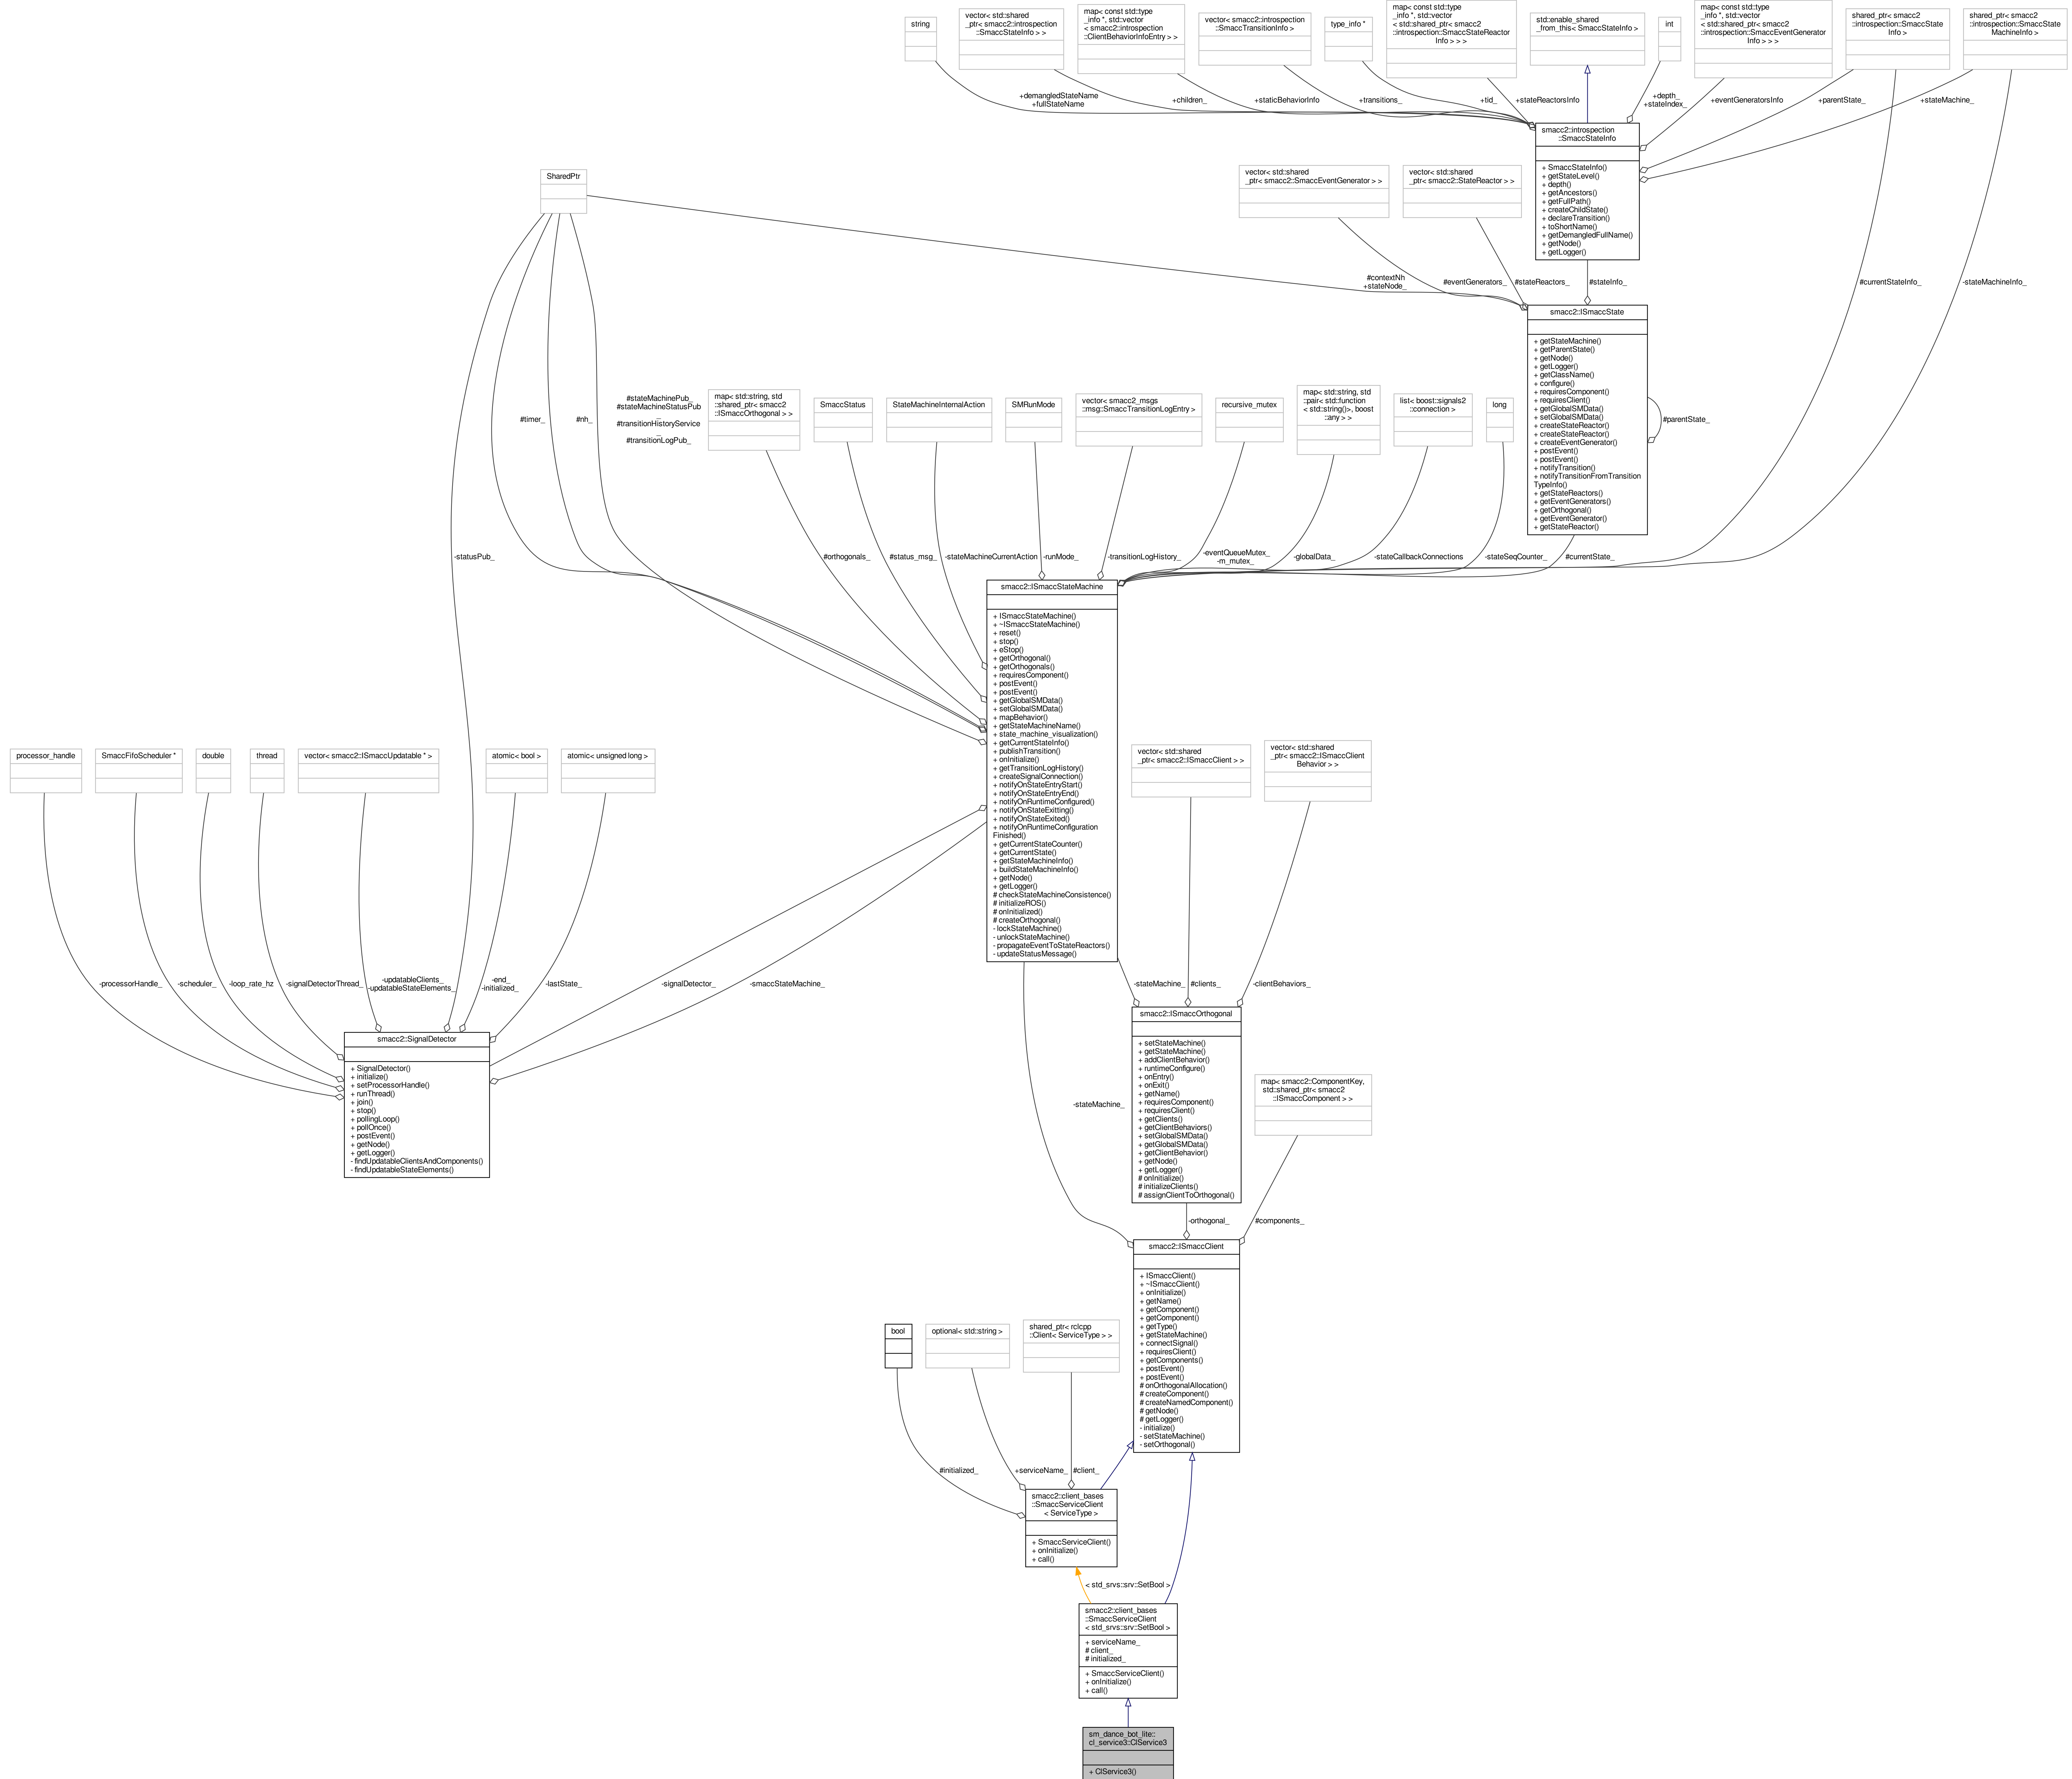 string
vector< std::shared
_ptr< smacc2::introspection
::SmaccStateInfo > >
map< const std::type
_info *, std::vector
< smacc2::introspection
::ClientBehaviorInfoEntry > >
vector< smacc2::introspection
::SmaccTransitionInfo >
type_info *
map< const std::type
_info *, std::vector
< std::shared_ptr< smacc2
::introspection::SmaccStateReactor
Info > > >
std::enable_shared
_from_this< SmaccStateInfo >
int
map< const std::type
_info *, std::vector
< std::shared_ptr< smacc2
::introspection::SmaccEventGenerator
Info > > >
shared_ptr< smacc2
::introspection::SmaccState
Info >
shared_ptr< smacc2
::introspection::SmaccState
MachineInfo >
+demangledStateName
+fullStateName
+children_
+staticBehaviorInfo
+transitions_
+tid_
+stateReactorsInfo
+depth_
+stateIndex_
+eventGeneratorsInfo
+parentState_
+stateMachine_
smacc2::introspection
::SmaccStateInfo
+ SmaccStateInfo()
+ getStateLevel()
+ depth()
+ getAncestors()
+ getFullPath()
+ createChildState()
+ declareTransition()
+ toShortName()
+ getDemangledFullName()
+ getNode()
+ getLogger()
SharedPtr
vector< std::shared
_ptr< smacc2::SmaccEventGenerator > >
vector< std::shared
_ptr< smacc2::StateReactor > >
#contextNh
+stateNode_
#eventGenerators_
#stateReactors_
#stateInfo_
#currentStateInfo_
-stateMachineInfo_
smacc2::ISmaccState
+ getStateMachine()
+ getParentState()
+ getNode()
+ getLogger()
+ getClassName()
+ configure()
+ requiresComponent()
+ requiresClient()
+ getGlobalSMData()
+ setGlobalSMData()
+ createStateReactor()
+ createStateReactor()
+ createEventGenerator()
+ postEvent()
+ postEvent()
+ notifyTransition()
+ notifyTransitionFromTransition
TypeInfo()
+ getStateReactors()
+ getEventGenerators()
+ getOrthogonal()
+ getEventGenerator()
+ getStateReactor()
#parentState_
#timer_
#nh_
#stateMachinePub_
#stateMachineStatusPub
_
#transitionHistoryService
_
#transitionLogPub_
map< std::string, std
::shared_ptr< smacc2
::ISmaccOrthogonal > >
SmaccStatus
StateMachineInternalAction
SMRunMode
vector< smacc2_msgs
::msg::SmaccTransitionLogEntry >
recursive_mutex
map< std::string, std
::pair< std::function
< std::string()>, boost
::any > >
list< boost::signals2
::connection >
long
-statusPub_
#orthogonals_
#status_msg_
-stateMachineCurrentAction
-runMode_
-transitionLogHistory_
-eventQueueMutex_
-m_mutex_
-globalData_
-stateCallbackConnections
-stateSeqCounter_
#currentState_
smacc2::ISmaccStateMachine
+ ISmaccStateMachine()
+ ~ISmaccStateMachine()
+ reset()
+ stop()
+ eStop()
+ getOrthogonal()
+ getOrthogonals()
+ requiresComponent()
+ postEvent()
+ postEvent()
+ getGlobalSMData()
+ setGlobalSMData()
+ mapBehavior()
+ getStateMachineName()
+ state_machine_visualization()
+ getCurrentStateInfo()
+ publishTransition()
+ onInitialize()
+ getTransitionLogHistory()
+ createSignalConnection()
+ notifyOnStateEntryStart()
+ notifyOnStateEntryEnd()
+ notifyOnRuntimeConfigured()
+ notifyOnStateExitting()
+ notifyOnStateExited()
+ notifyOnRuntimeConfiguration
Finished()
+ getCurrentStateCounter()
+ getCurrentState()
+ getStateMachineInfo()
+ buildStateMachineInfo()
+ getNode()
+ getLogger()
# checkStateMachineConsistence()
# initializeROS()
# onInitialized()
# createOrthogonal()
- lockStateMachine()
- unlockStateMachine()
- propagateEventToStateReactors()
- updateStatusMessage()
processor_handle
SmaccFifoScheduler *
double
thread
vector< smacc2::ISmaccUpdatable * >
atomic< bool >
atomic< unsigned long >
vector< std::shared
_ptr< smacc2::ISmaccClient > >
vector< std::shared
_ptr< smacc2::ISmaccClient
Behavior > >
-processorHandle_
-scheduler_
-loop_rate_hz
-signalDetectorThread_
-updatableClients_
-updatableStateElements_
-end_
-initialized_
-lastState_
-signalDetector_
-smaccStateMachine_
-stateMachine_
#clients_
-clientBehaviors_
smacc2::SignalDetector
+ SignalDetector()
+ initialize()
+ setProcessorHandle()
+ runThread()
+ join()
+ stop()
+ pollingLoop()
+ pollOnce()
+ postEvent()
+ getNode()
+ getLogger()
- findUpdatableClientsAndComponents()
- findUpdatableStateElements()
smacc2::ISmaccOrthogonal
+ setStateMachine()
+ getStateMachine()
+ addClientBehavior()
+ runtimeConfigure()
+ onEntry()
+ onExit()
+ getName()
+ requiresComponent()
+ requiresClient()
+ getClients()
+ getClientBehaviors()
+ setGlobalSMData()
+ getGlobalSMData()
+ getClientBehavior()
+ getNode()
+ getLogger()
# onInitialize()
# initializeClients()
# assignClientToOrthogonal()
map< smacc2::ComponentKey,
std::shared_ptr< smacc2
::ISmaccComponent > >
-stateMachine_
-orthogonal_
#components_
smacc2::ISmaccClient
+ ISmaccClient()
+ ~ISmaccClient()
+ onInitialize()
+ getName()
+ getComponent()
+ getComponent()
+ getType()
+ getStateMachine()
+ connectSignal()
+ requiresClient()
+ getComponents()
+ postEvent()
+ postEvent()
# onOrthogonalAllocation()
# createComponent()
# createNamedComponent()
# getNode()
# getLogger()
- initialize()
- setStateMachine()
- setOrthogonal()
bool
optional< std::string >
shared_ptr< rclcpp
::Client< ServiceType > >
#initialized_
+serviceName_
#client_
smacc2::client_bases
::SmaccServiceClient
< ServiceType >
+ SmaccServiceClient()
+ onInitialize()
+ call()
< std_srvs::srv::SetBool >
smacc2::client_bases
::SmaccServiceClient
< std_srvs::srv::SetBool >
+ serviceName_
# client_
# initialized_
+ SmaccServiceClient()
+ onInitialize()
+ call()
sm_dance_bot_lite::
cl_service3::ClService3
+ ClService3()